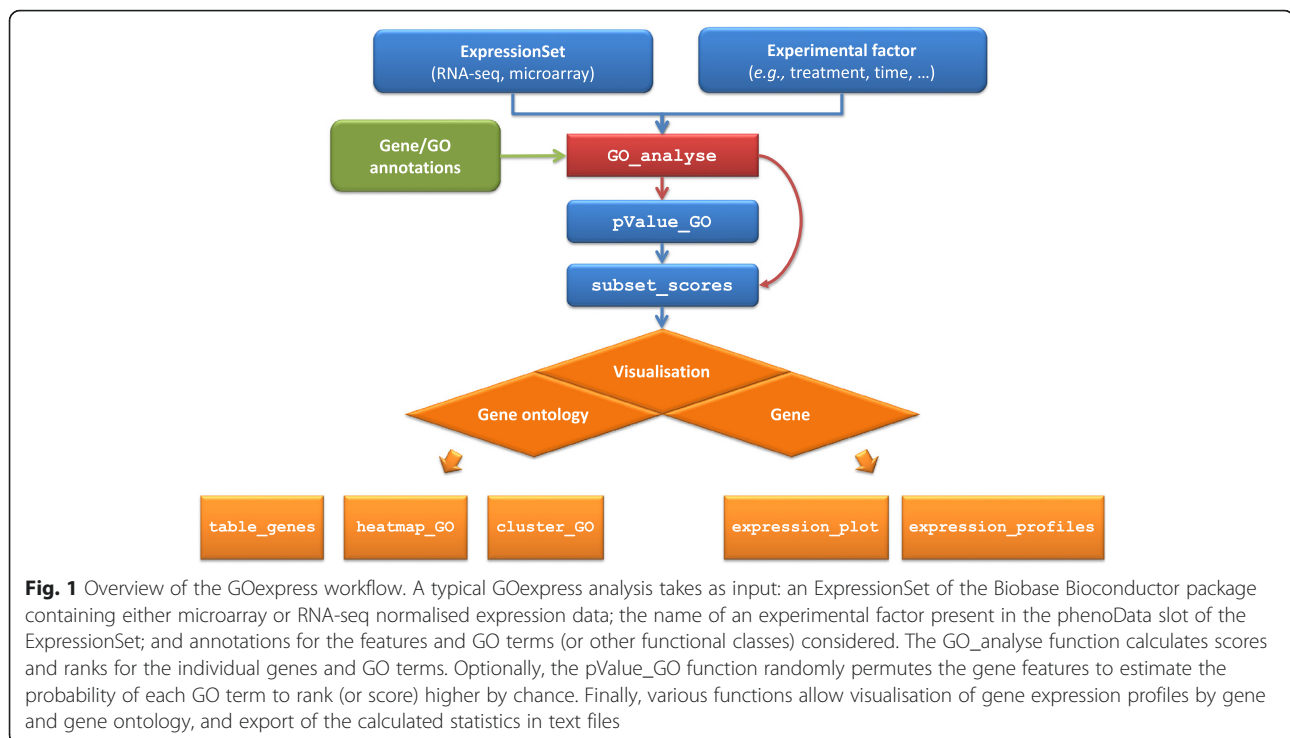 ExpressionSet
(RNA-seq, microarray)
Experimental factor
(e.g., treatment, time, ...)
Gene/GO
annotations
GO_analyse
pValue_GO
subset_scores
Visualisation
Gene ontology
Gene
table_genes
heatmap_GO
cluster_GO
expression_plot
expression_profiles
Fig. 1 Overview of the GOexpress workflow. A typical GOexpress analysis takes as input: an ExpressionSet of the Biobase Bioconductor package
containing either microarray or RNA-seq normalised expression data; the name of an experimental factor present in the phenoData slot of the
ExpressionSet; and annotations for the features and GO terms (or other functional classes) considered. The GO_analyse function calculates scores
and ranks for the individual genes and GO terms. Optionally, the pValue_GO function randomly permutes the gene features to estimate the
probability of each GO term to rank (or score) higher by chance. Finally, various functions allow visualisation of gene expression profiles by gene
and gene ontology, and export of the calculated statistics in text files